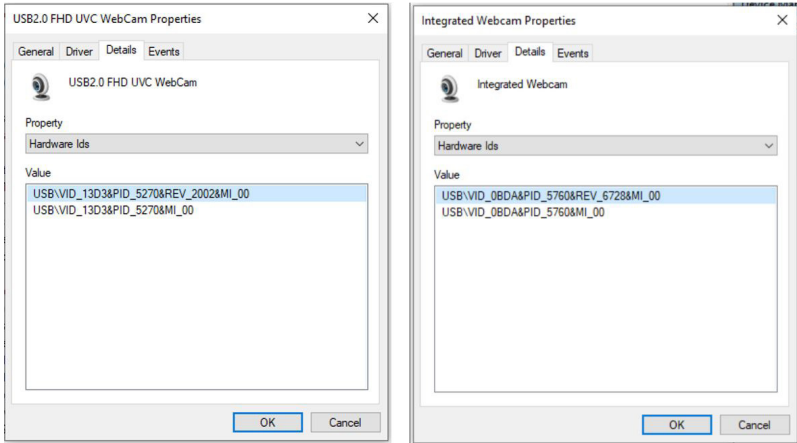 USB2.0 FHD UVC WebCam Properties
General Driver Details Events
USB2.0 FHD UVC WebCam
Property
Hardware Ids
Value
USB\VID_13D3&PID_5270&REV_2002&MI_00
USB\VID_13D3&PID_5270&MI_00
OK Cancel
Integrated Webcam Properties
General Driver Details Events
Integrated Webcam
Property
Hardware Ids
Value
USB\VID_0BDA&PID_5760&REV_6728&MI_00
USB\VID_0BDA&PID_5760&MI_00
OK Cancel